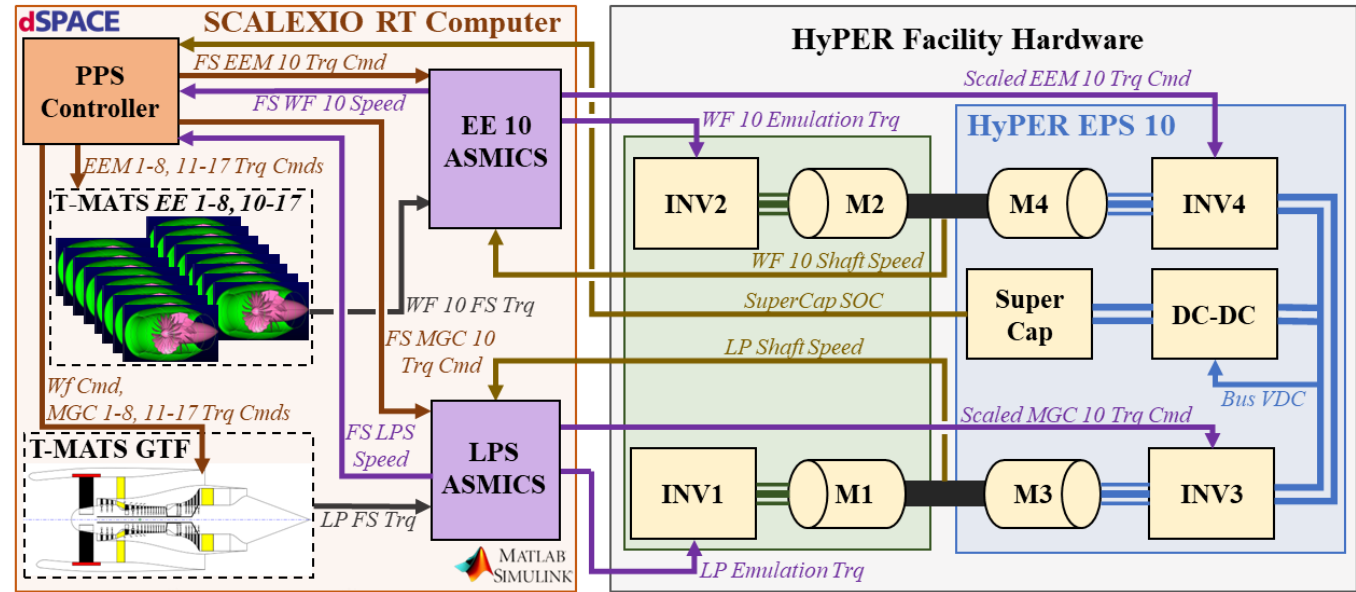 dSPACE
SCALEXIO RT Computer
PPS
Controller
FS EEM 10 Trq Cmd
FS WF 10 Speed
EE 10
ASMICS
EEM 1-8, 11-17 Trq Cmds
T-MATS EE 1-8, 10-17
WF 10 FS Trq
FS MGC 10
Trq Cmd
Wf Cmd,
MGC 1-8, 11-17 Trq Cmds
T-MATS GTF
FS LPS
Speed
LPS
ASMICS
LP FS Trq
MATLAB
SIMULINK
HyPER Facility Hardware
Scaled EEM 10 Trq Cmd
WF 10 Emulation Trq
HyPER EPS 10
INV2
M2
M4
INV4
WF 10 Shaft Speed
SuperCap SOC
Super
Cap
DC-DC
LP Shaft Speed
Bus VDC
Scaled MGC 10 Trq Cmd
INV1
M1
M3
INV3
LP Emulation Trq